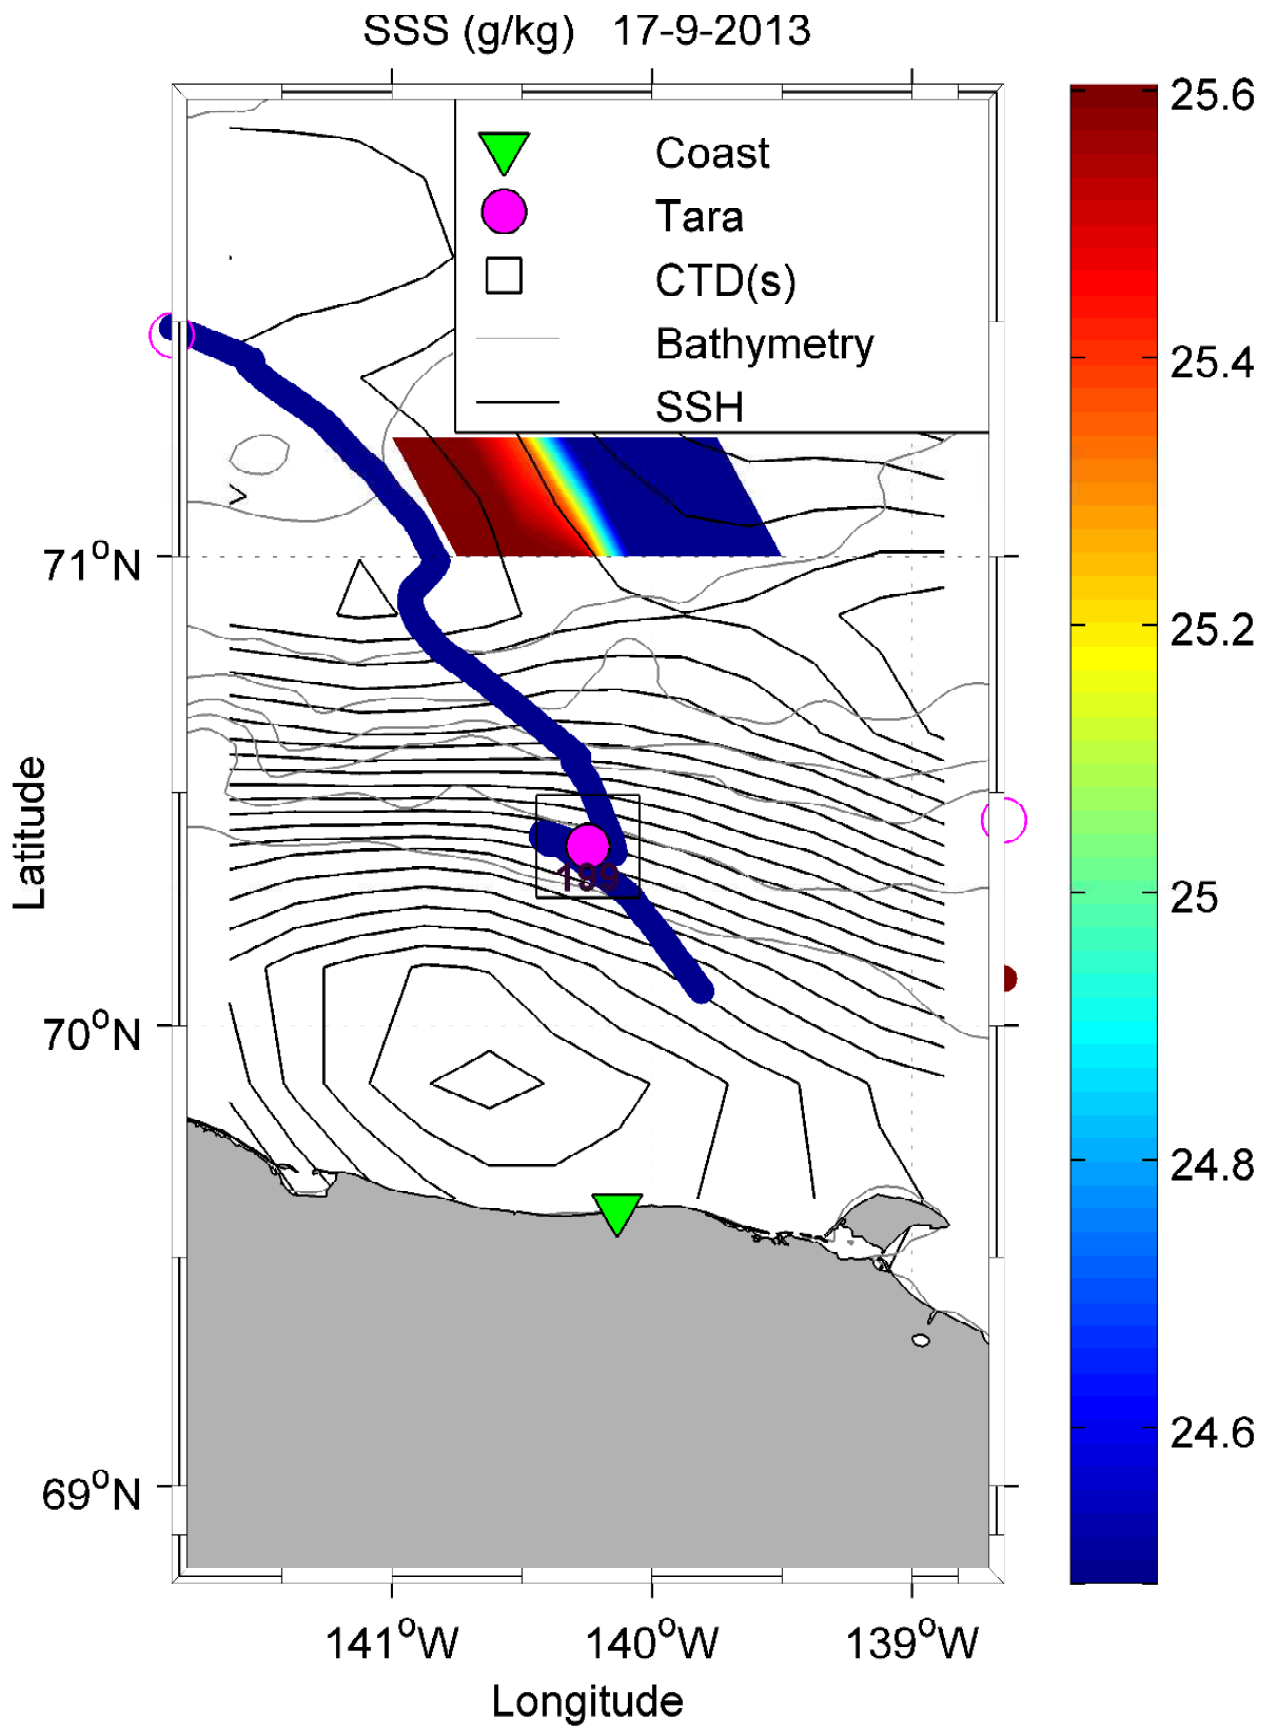 SSS (g/kg) 17-9-2013
Coast
Tara
CTD(s)
Bathymetry
SSH
25.6
25.4
25.2
25
24.8
24.6
71°N
70°N
69°N
Latitude
199
141°W
140°W
139°W
Longitude